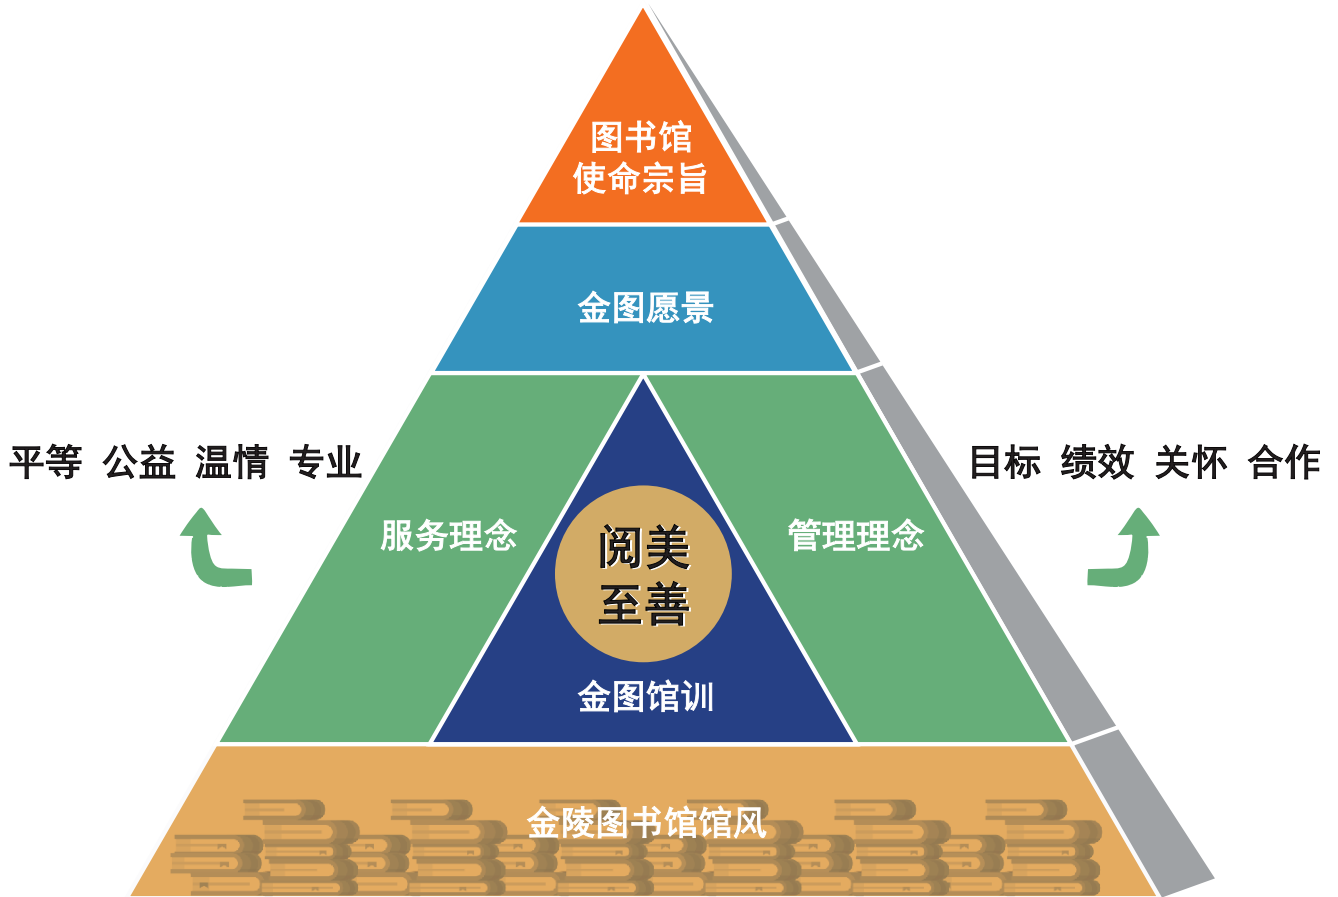 图书馆
使命宗旨
金图愿景
平等 公益 温情 专业
目标 绩效 关怀 合作
服务理念
阅美
至善
管理理念
金图馆训
金陵图书馆馆风